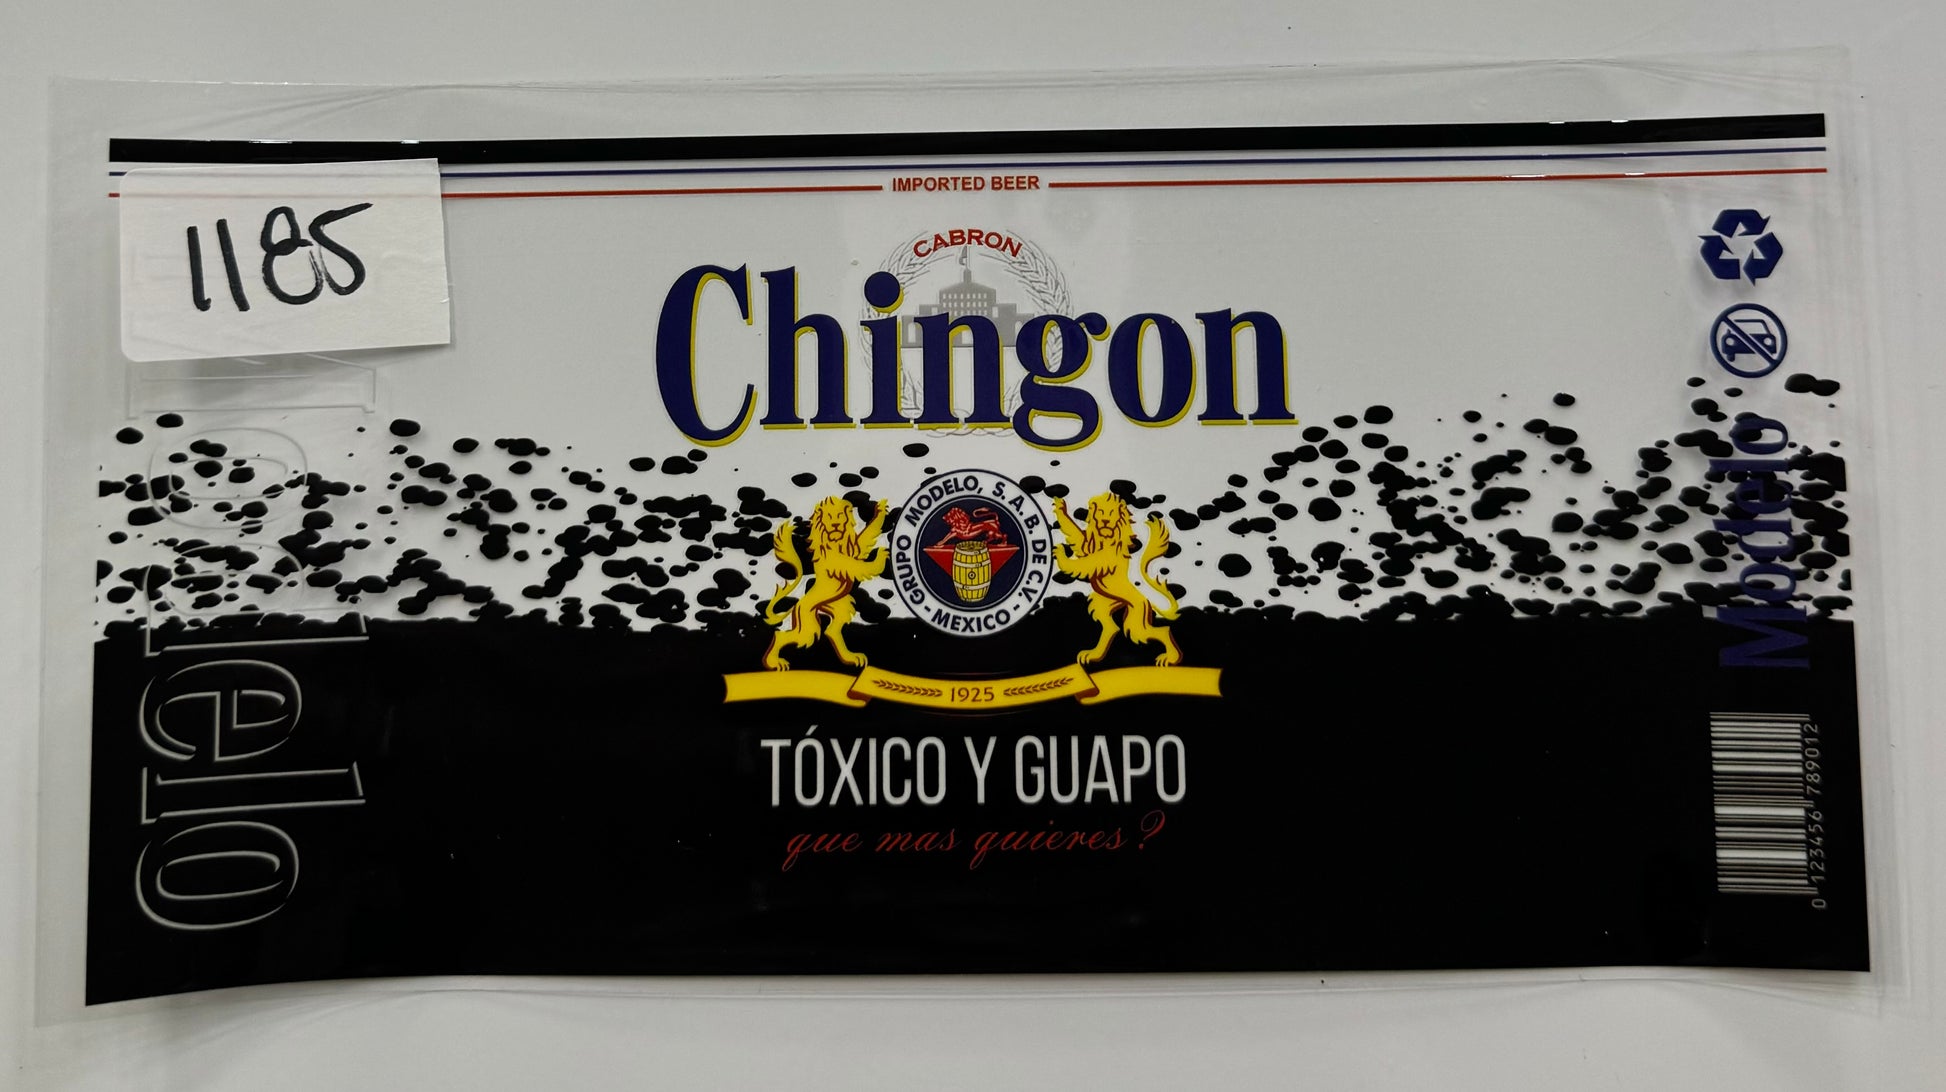 IMPORTED BEER
1185
CABRON
Chingon
GRUPO MODELO, S.A.B. DE C.V.
- MEXICO -
1925
TÓXICO Y GUAPO
que mas quieres?
Modelo
0 123456 789012
delo